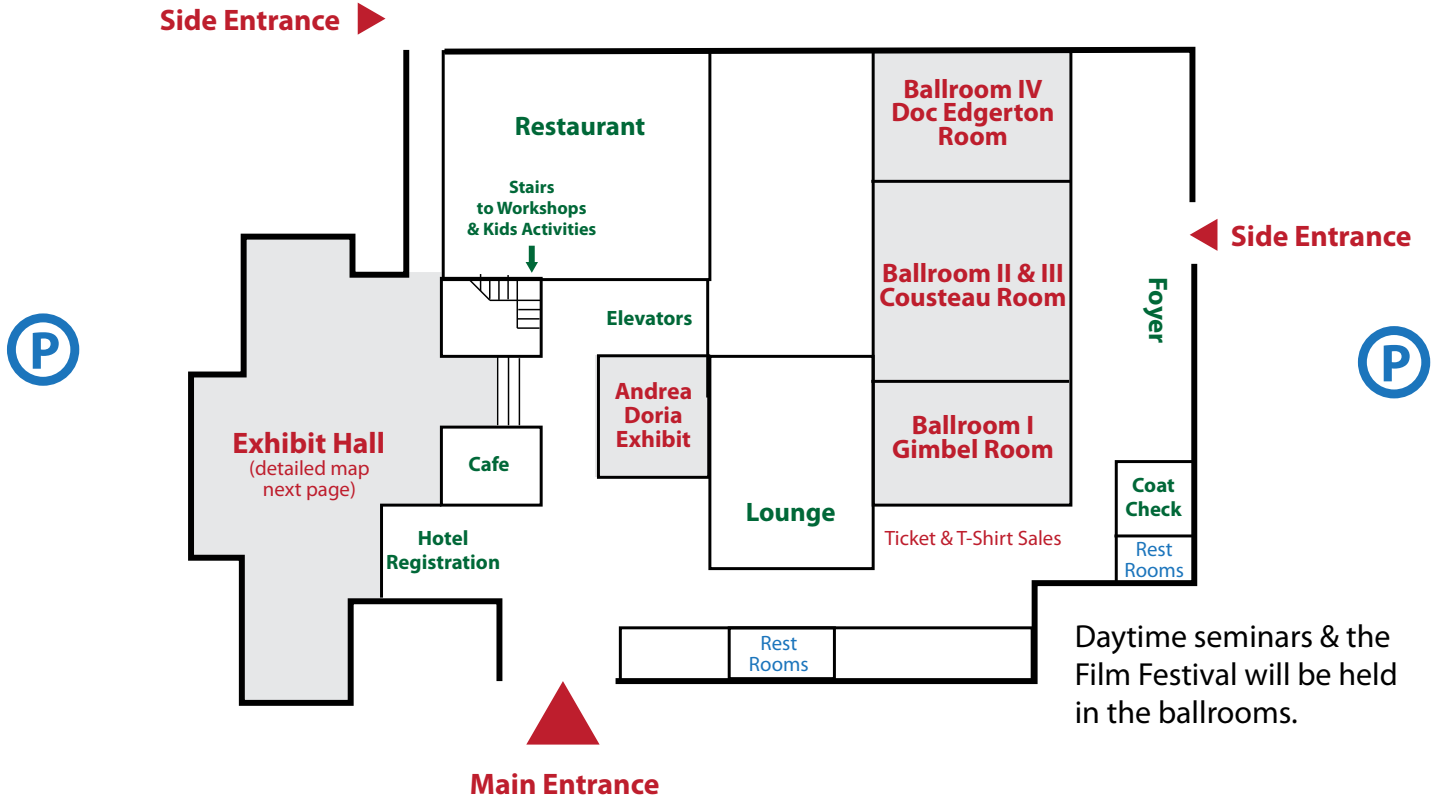 Side Entrance
Ballroom IV
Doc Edgerton
Room
Restaurant
Stairs
to Workshops
& Kids Activities
Side Entrance
Ballroom II & III
Cousteau Room
Foyer
Elevators
P
P
Andrea
Doria
Exhibit
Ballroom I
Gimbel Room
Exhibit Hall
(detailed map
next page)
Cafe
Coat
Check
Lounge
Hotel
Registration
Ticket & T-Shirt Sales
Rest
Rooms
Rest
Rooms
Daytime seminars & the
Film Festival will be held
in the ballrooms.
Main Entrance